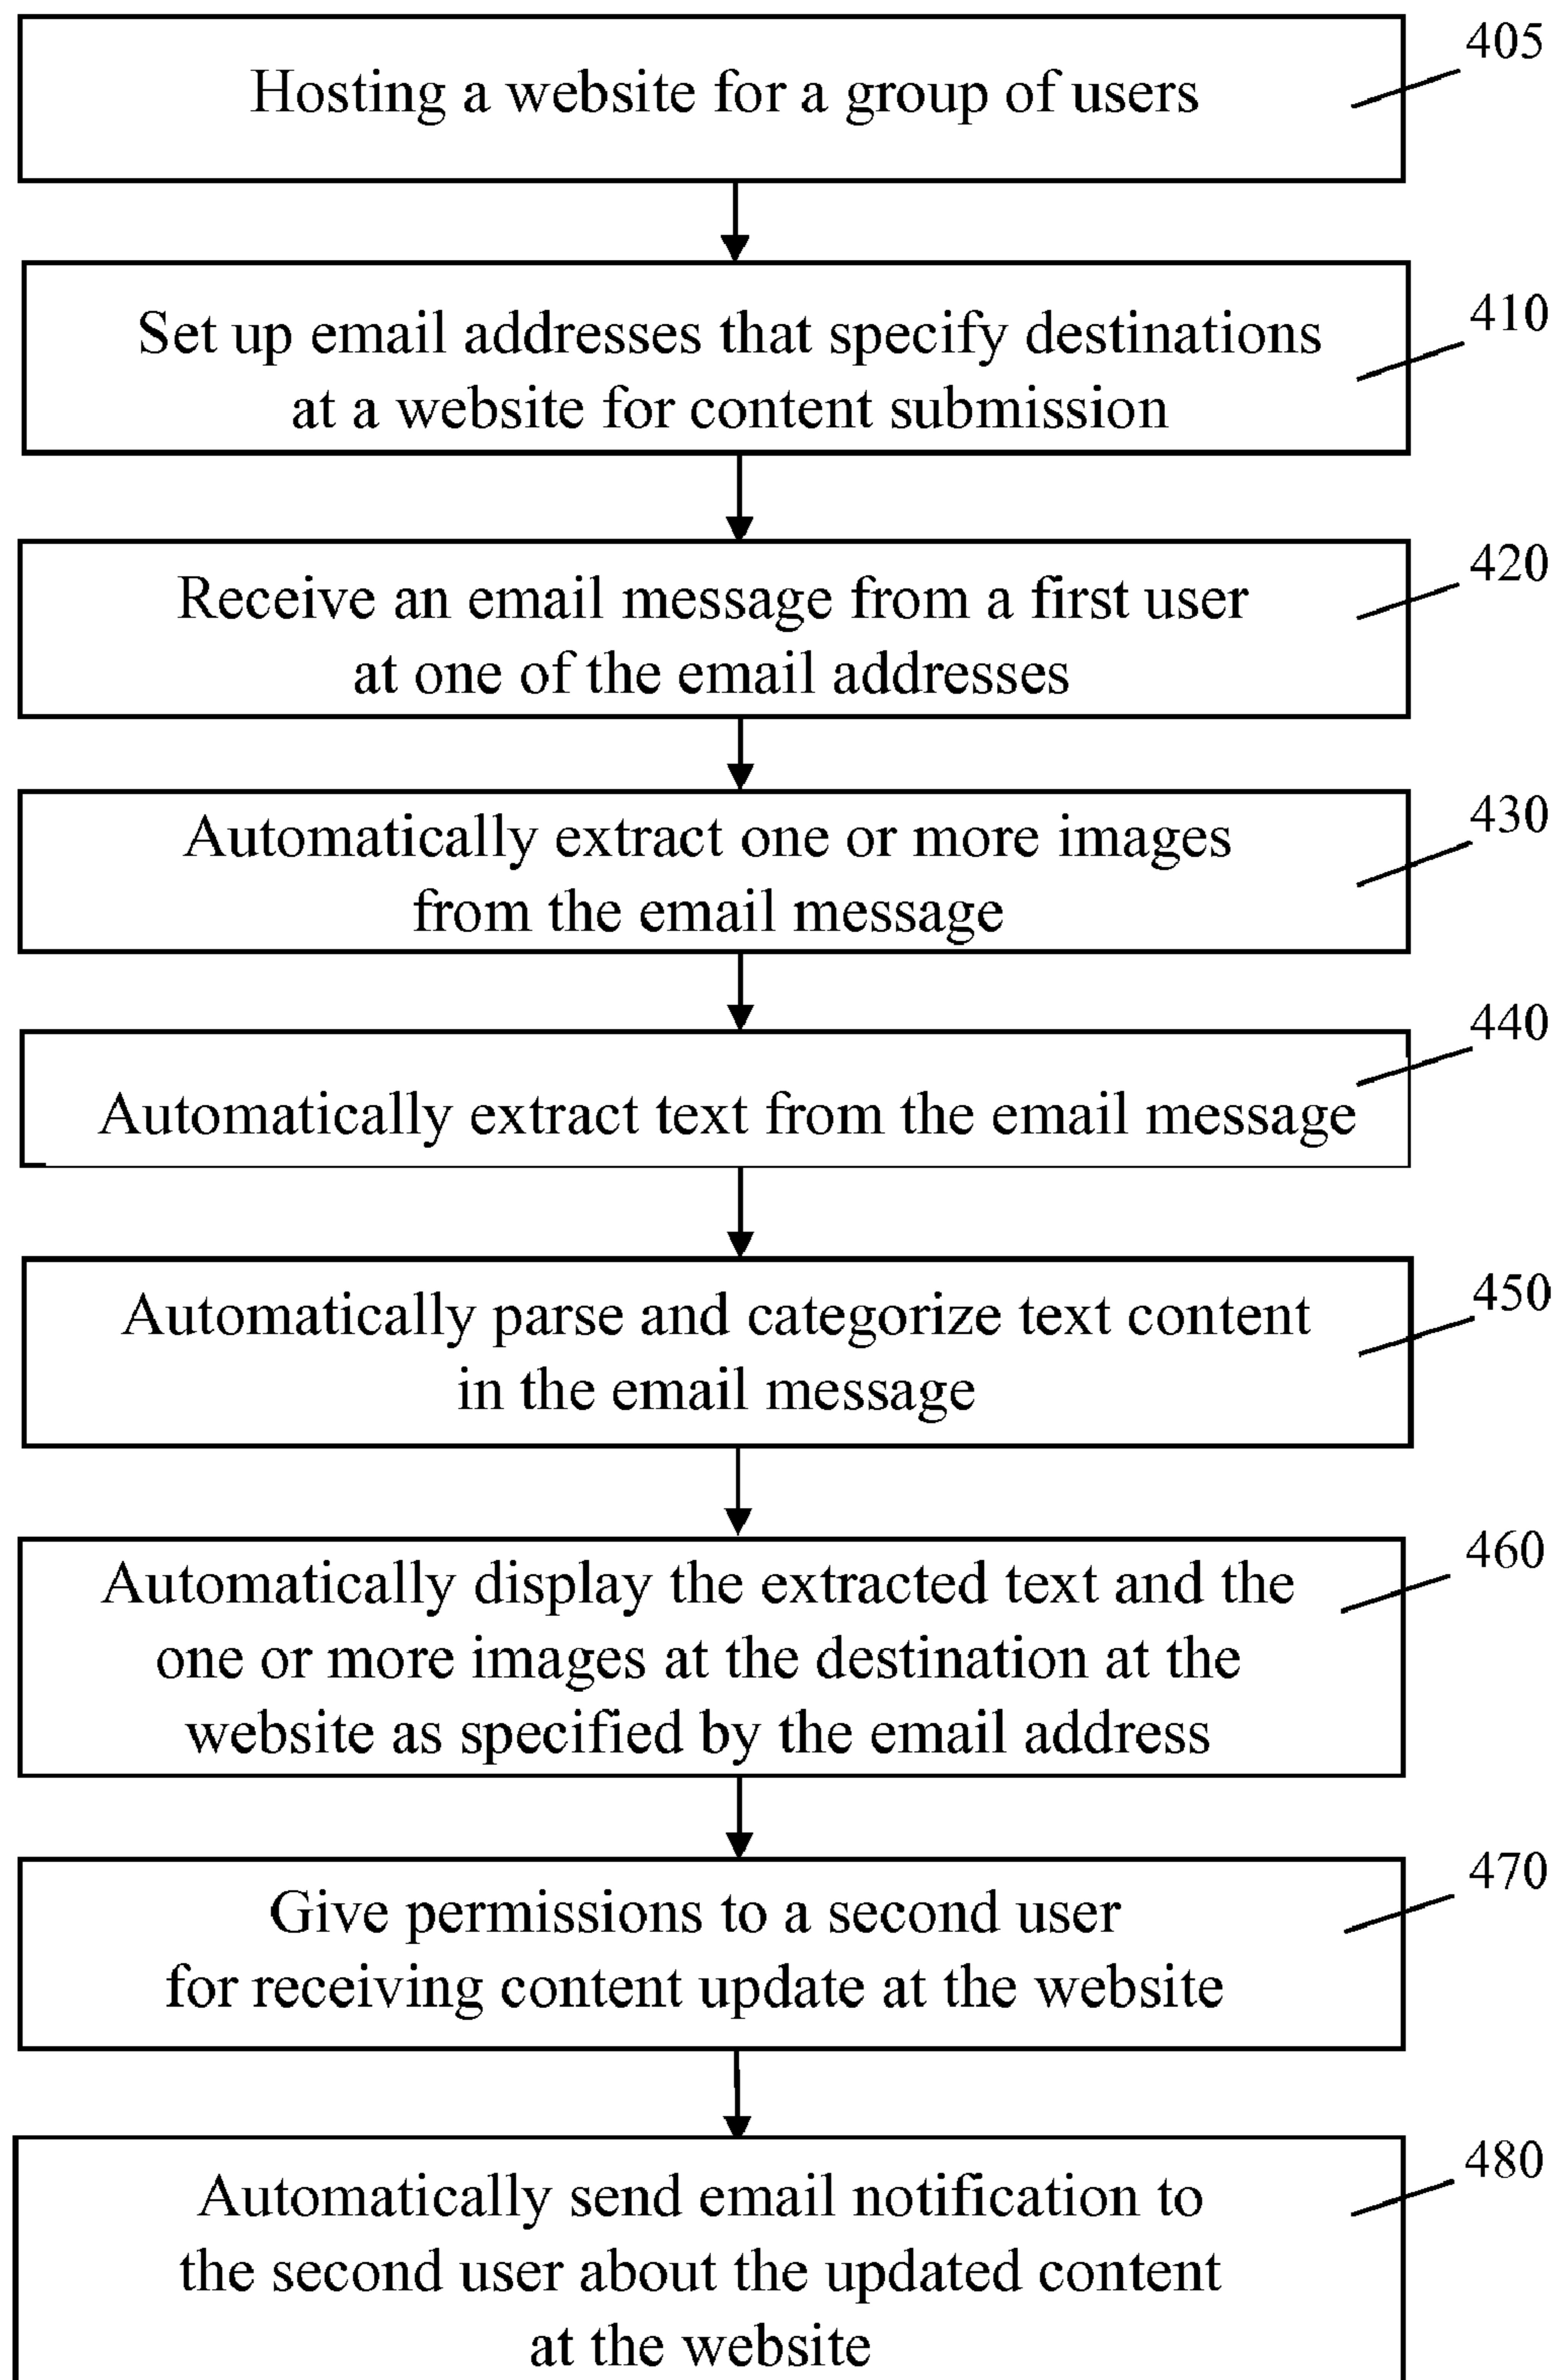 405
Hosting a website for a group of users
410
Set up email addresses that specify destinations
at a website for content submission
420
Receive an email message from a first user
at one of the email addresses
430
Automatically extract one or more images
from the email message
440
Automatically extract text from the email message
450
Automatically parse and categorize text content
in the email message
460
Automatically display the extracted text and the
one or more images at the destination at the
website as specified by the email address
470
Give permissions to a second user
for receiving content update at the website
480
Automatically send email notification to
the second user about the updated content
at the website